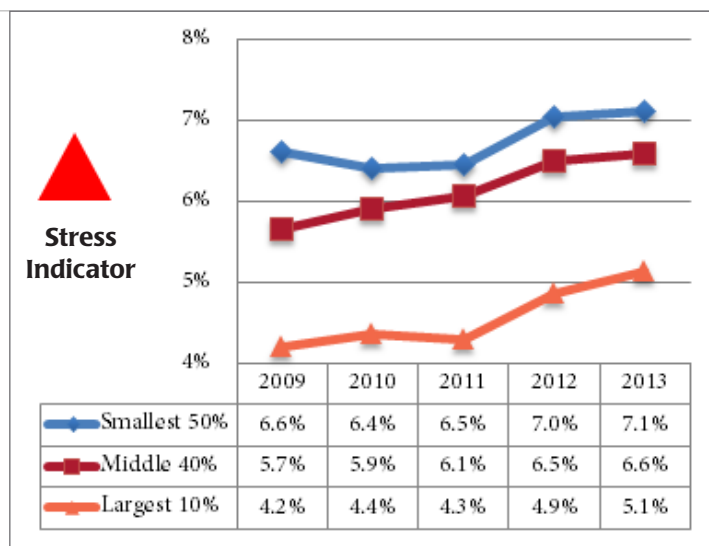 8%
7%
6%
5%
4%
Stress
Indicator
2009 2010 2011 2012 2013
Smallest 50% 6.6% 6.4% 6.5% 7.0% 7.1%
Middle 40% 5.7% 5.9% 6.1% 6.5% 6.6%
Largest 10% 4.2% 4.4% 4.3% 4.9% 5.1%